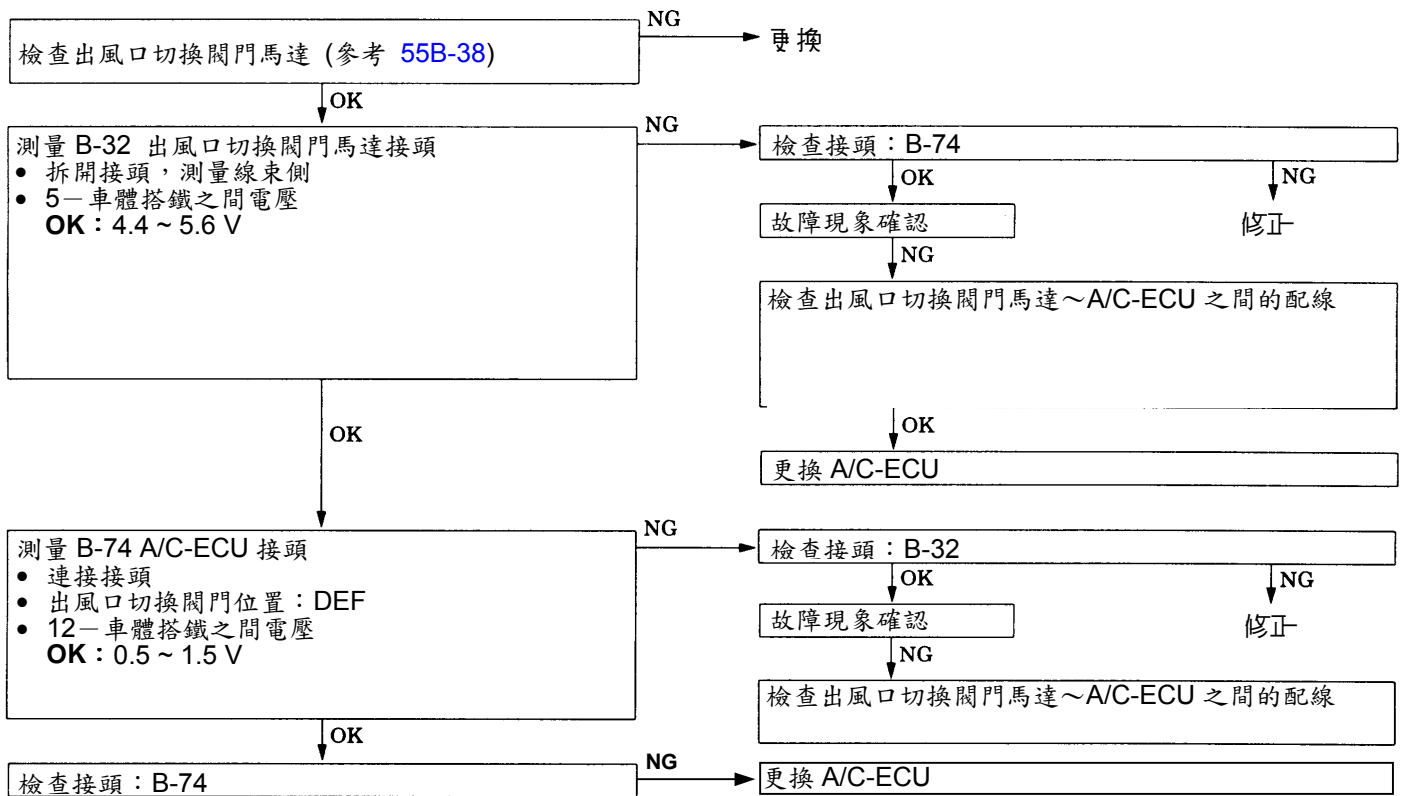 檢查出風口切換閥門馬達 (參考 55B-38)
NG
更換
OK
測量 B-32 出風口切換閥門馬達接頭
• 拆開接頭，測量線束側
• 5－車體搭鐵之間電壓
OK：4.4 ~ 5.6 V
NG
檢查接頭：B-74
OK
NG
故障現象確認
修正
NG
檢查出風口切換閥門馬達～A/C-ECU 之間的配線
OK
更換 A/C-ECU
OK
測量 B-74 A/C-ECU 接頭
• 連接接頭
• 出風口切換閥門位置：DEF
• 12－車體搭鐵之間電壓
OK：0.5 ~ 1.5 V
NG
檢查接頭：B-32
OK
NG
故障現象確認
修正
NG
檢查出風口切換閥門馬達～A/C-ECU 之間的配線
OK
檢查接頭：B-74
NG
更換 A/C-ECU